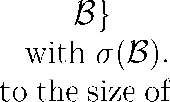 ℬ}
with σ(ℬ).
to the size of